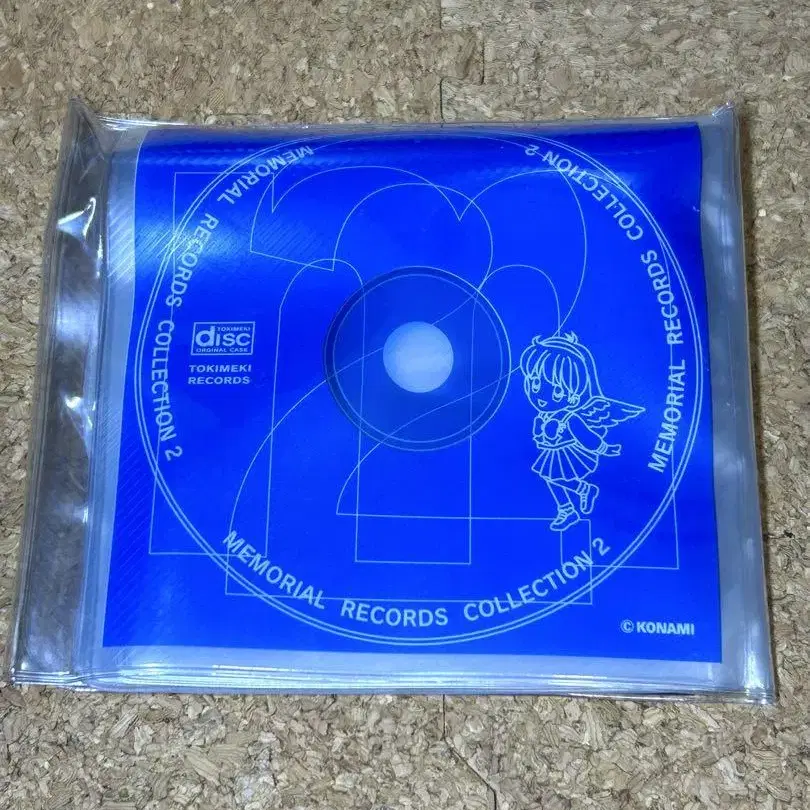 MEMORIAL RECORDS COLLECTION 2
MEMORIAL RECORDS COLLECTION 2
MEMORIAL RECORDS COLLECTION 2
TOKIMEKI
disc
ORIGINAL CASE
TOKIMEKI
RECORDS
©KONAMI